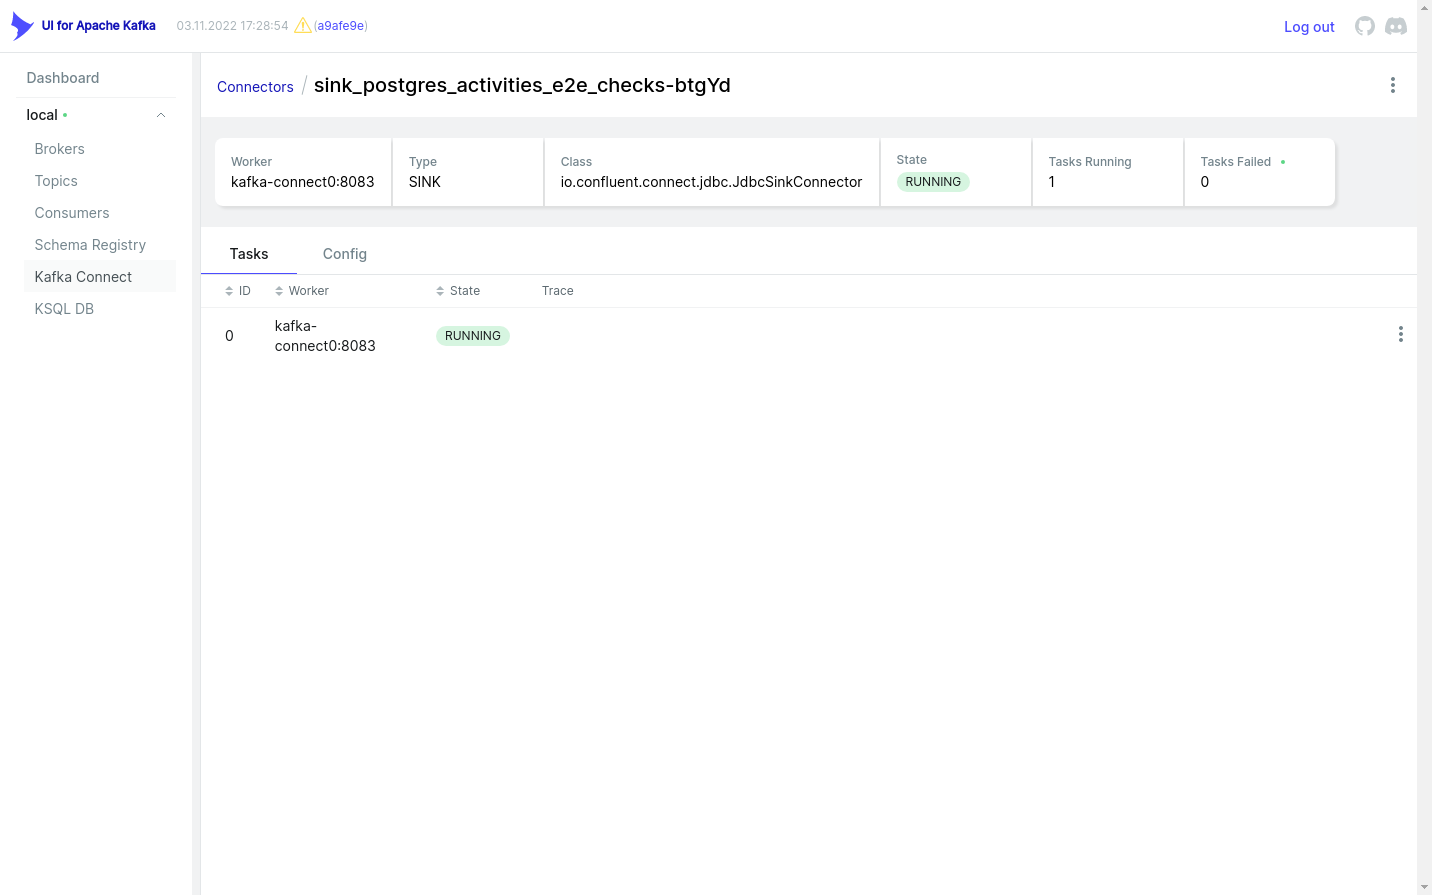 UI for Apache Kafka
03.11.2022 17:28:54
(a9afe9e)
Log out
Dashboard
local
Brokers
Topics
Consumers
Schema Registry
Kafka Connect
KSQL DB
Connectors / sink_postgres_activities_e2e_checks-btgYd
Worker
kafka-connect0:8083
Type
SINK
Class
io.confluent.connect.jdbc.JdbcSinkConnector
State
RUNNING
Tasks Running
1
Tasks Failed
0
Tasks
Config
ID
Worker
State
Trace
0
kafka-
connect0:8083
RUNNING